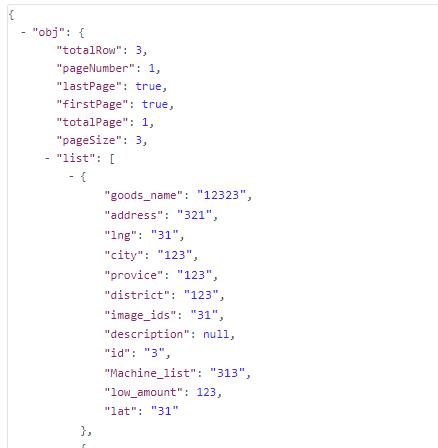 {
- "obj": {
"totalRow": 3,
"pageNumber": 1,
"lastPage": true,
"firstPage": true,
"totalPage": 1,
"pageSize": 3,
- "list": [
- {
"goods_name": "12323",
"address": "321",
"lng": "31",
"city": "123",
"provice": "123",
"district": "123",
"image_ids": "31",
"description": null,
"id": "3",
"Machine_list": "313",
"low_amount": 123,
"lat": "31"
},
{